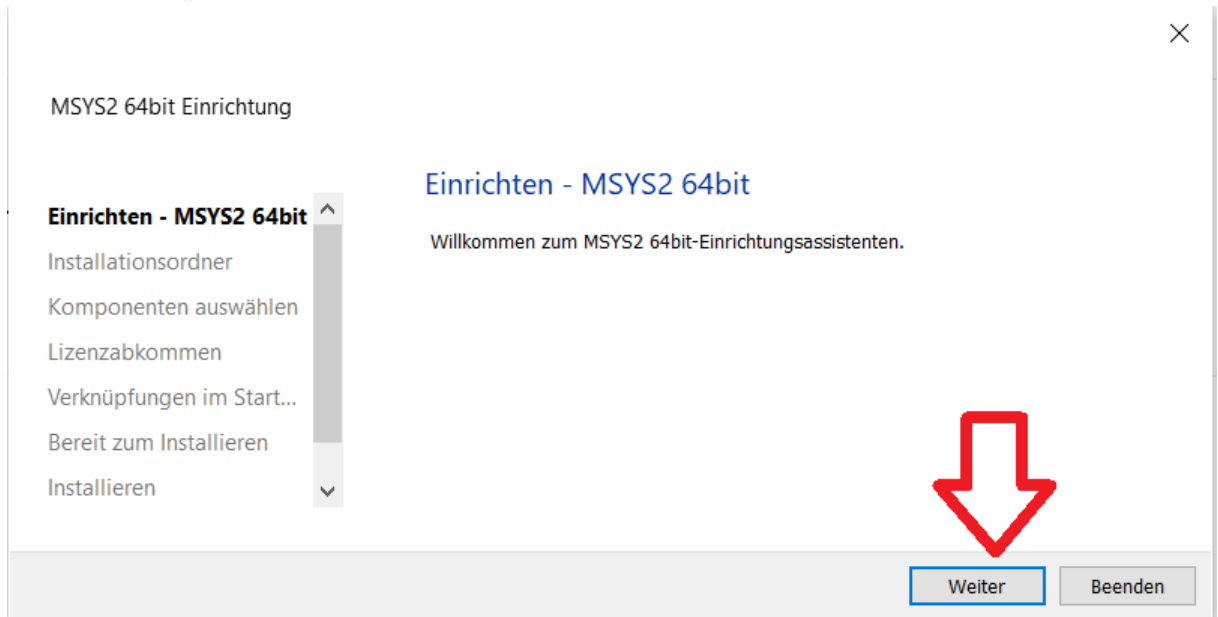 MSYS2 64bit Einrichtung
Einrichten - MSYS2 64bit
Installationsordner
Komponenten auswählen
Lizenzabkommen
Verknüpfungen im Start...
Bereit zum Installieren
Installieren
Einrichten - MSYS2 64bit
Willkommen zum MSYS2 64bit-Einrichtungsassistenten.
Weiter
Beenden